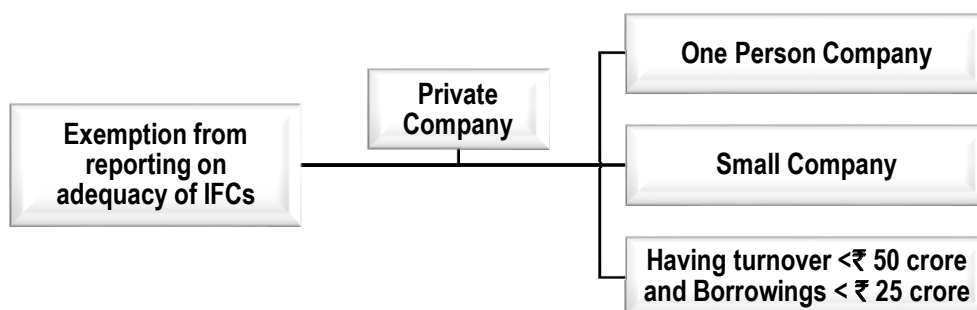 Exemption from
reporting on
adequacy of IFCs
Private
Company
One Person Company
Small Company
Having turnover <₹ 50 crore
and Borrowings < ₹ 25 crore